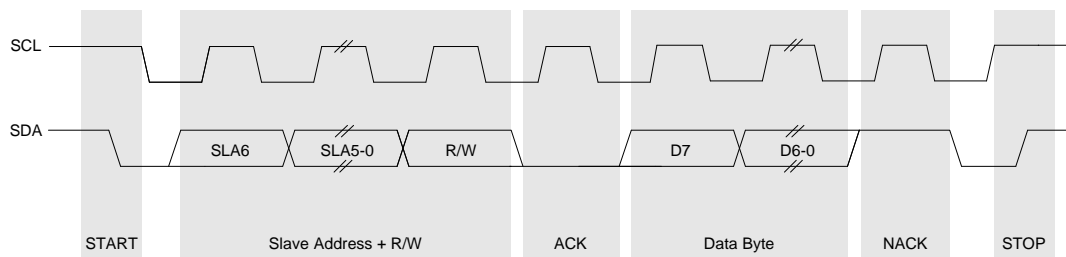 SCL
SDA
SLA6 SLA5-0 R/W D7 D6-0
START Slave Address + R/W ACK Data Byte NACK STOP